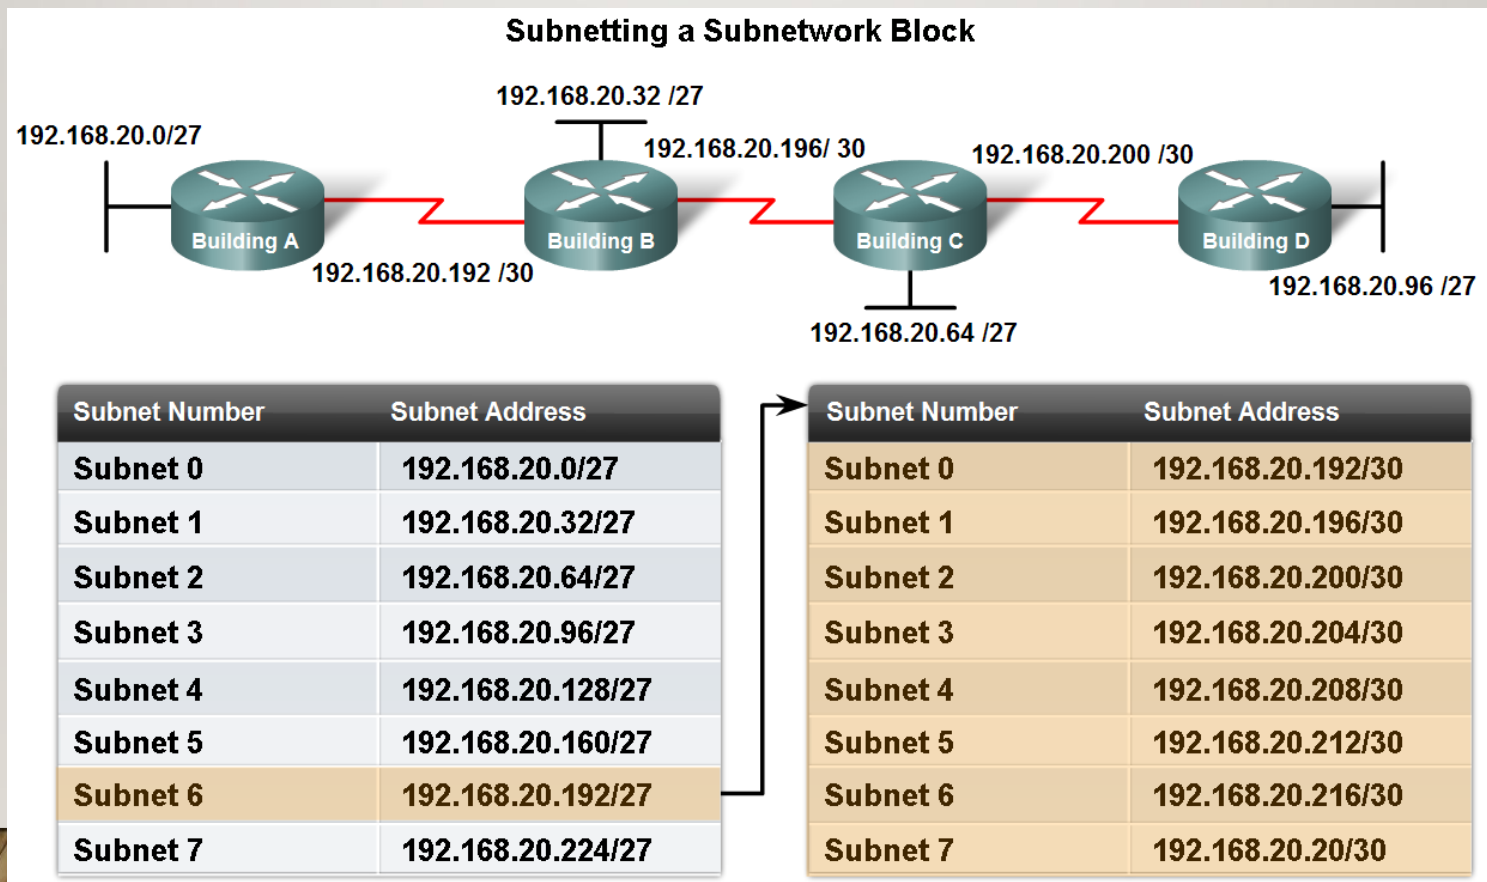 Subnetting a Subnetwork Block
192.168.20.32 /27
192.168.20.0/27
192.168.20.196/ 30
192.168.20.200 /30
Building A
Building B
Building C
Building D
192.168.20.192 /30
192.168.20.96 /27
192.168.20.64 /27
Subnet Number Subnet Address
Subnet 0 192.168.20.0/27
Subnet 1 192.168.20.32/27
Subnet 2 192.168.20.64/27
Subnet 3 192.168.20.96/27
Subnet 4 192.168.20.128/27
Subnet 5 192.168.20.160/27
Subnet 6 192.168.20.192/27
Subnet 7 192.168.20.224/27
Subnet Number Subnet Address
Subnet 0 192.168.20.192/30
Subnet 1 192.168.20.196/30
Subnet 2 192.168.20.200/30
Subnet 3 192.168.20.204/30
Subnet 4 192.168.20.208/30
Subnet 5 192.168.20.212/30
Subnet 6 192.168.20.216/30
Subnet 7 192.168.20.20/30